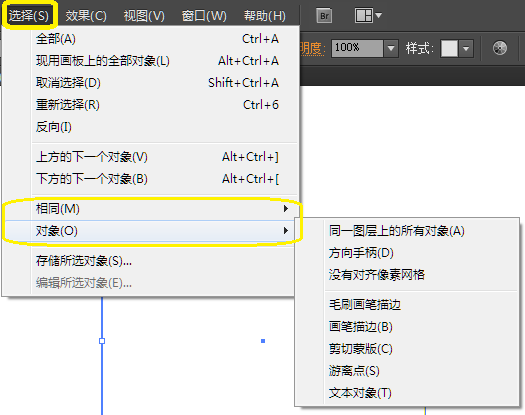 选择(S) 效果(C) 视图(V) 窗口(W) 帮助(H) Br
明度: 100% 样式:
全部(A) Ctrl+A
现用画板上的全部对象(L) Alt+Ctrl+A
取消选择(D) Shift+Ctrl+A
重新选择(R) Ctrl+6
反向(I)
上方的下一个对象(V) Alt+Ctrl+]
下方的下一个对象(B) Alt+Ctrl+[
相同(M)
对象(O)
存储所选对象(S)...
编辑所选对象(E)...
同一图层上的所有对象(A)
方向手柄(D)
没有对齐像素网格
毛刷画笔描边
画笔描边(B)
剪切蒙版(C)
游离点(S)
文本对象(T)